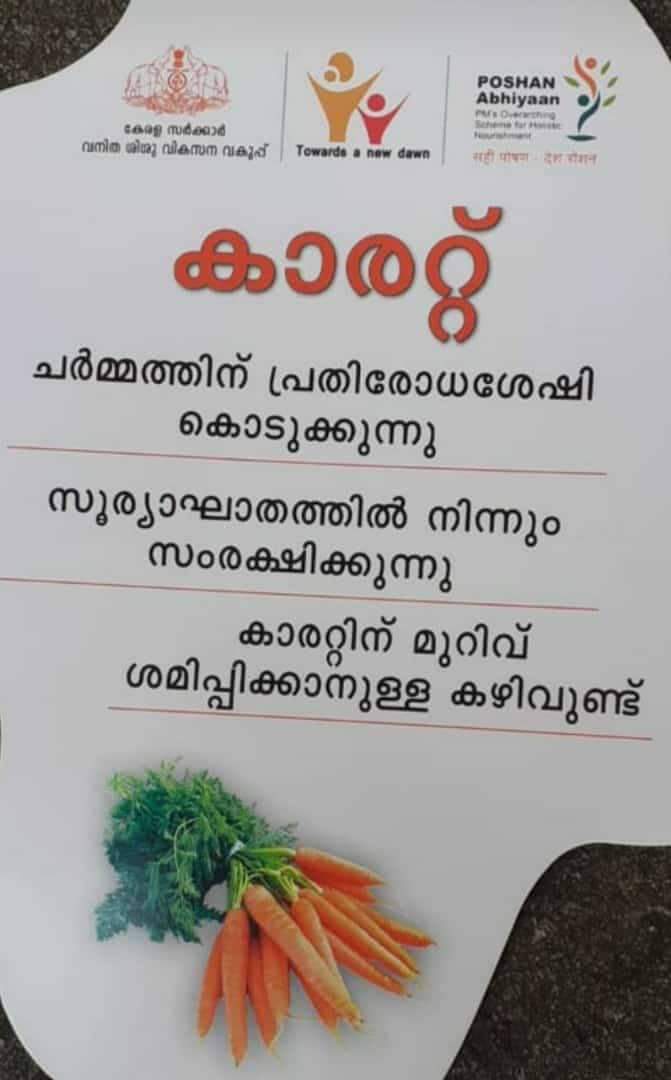 കേരള സർക്കാർ
വനിത ശിശു വികസന വകുപ്പ്
Towards a new dawn
POSHAN
Abhiyaan
PM's Overarching
Scheme for Holistic
Nourishment
सही पोषण - देश रोशन
കാരറ്റ്
ചർമ്മത്തിന് പ്രതിരോധശേഷി
കൊടുക്കുന്നു
സൂര്യാഘാതത്തിൽ നിന്നും
സംരക്ഷിക്കുന്നു
കാരറ്റിന് മുറിവ്
ശമിപ്പിക്കാനുള്ള കഴിവുണ്ട്